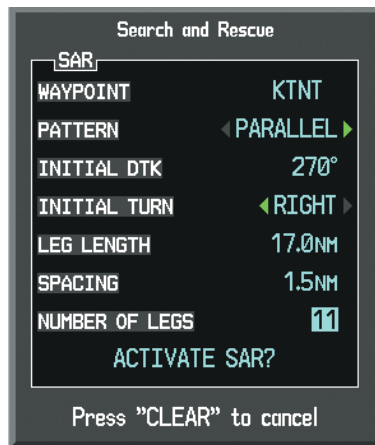 Search and Rescue
SAR
WAYPOINT KTNT
PATTERN PARALLEL
INITIAL DTK 270°
INITIAL TURN RIGHT
LEG LENGTH 17.0NM
SPACING 1.5NM
NUMBER OF LEGS 11
ACTIVATE SAR?
Press "CLEAR" to cancel